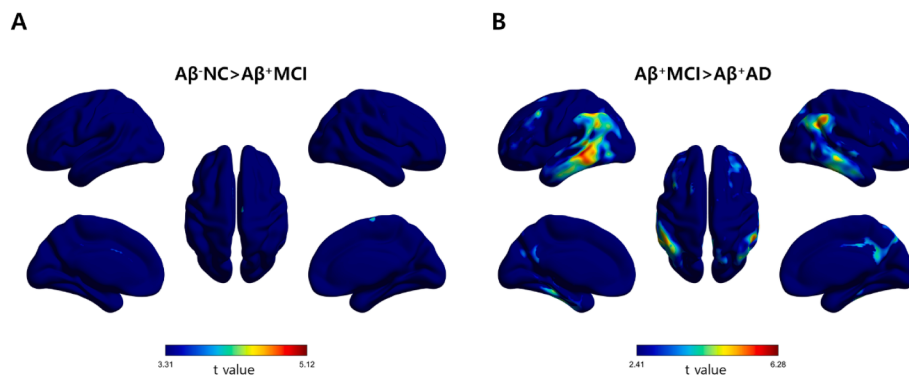 A
B
Aβ⁻NC>Aβ⁺MCI
Aβ⁺MCI>Aβ⁺AD
3.31
5.12
t value
2.41
6.28
t value